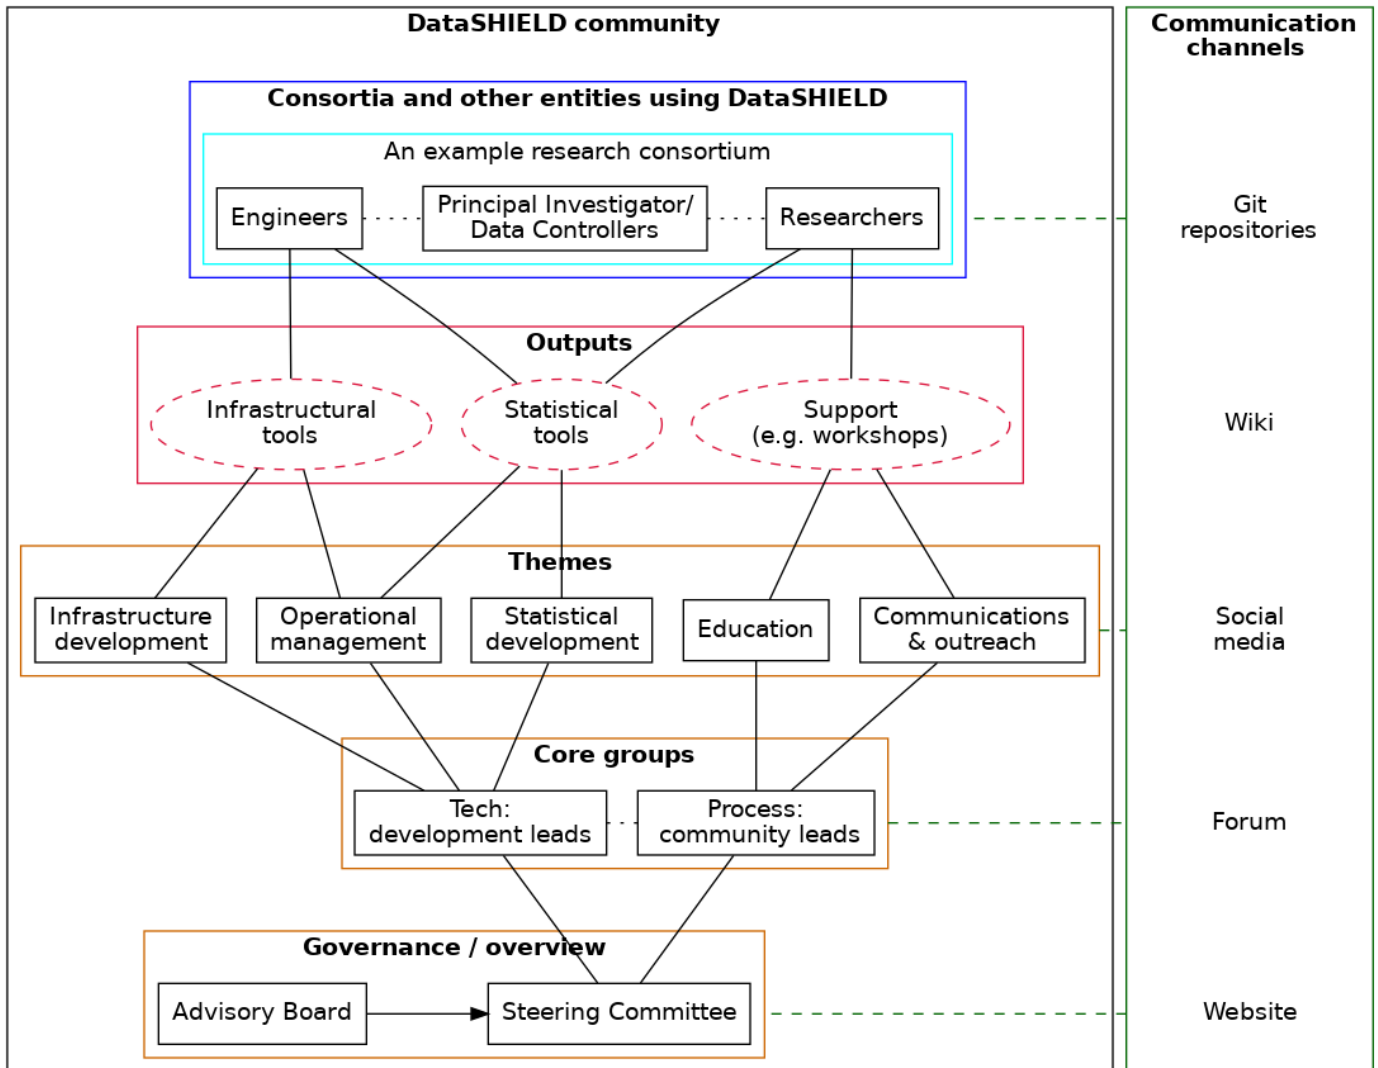 DataSHIELD community
Communication
channels
Consortia and other entities using DataSHIELD
An example research consortium
Engineers
Principal Investigator/
Data Controllers
Researchers
Git
repositories
Outputs
Infrastructural
tools
Statistical
tools
Support
(e.g. workshops)
Wiki
Themes
Infrastructure
development
Operational
management
Statistical
development
Education
Communications
& outreach
Social
media
Core groups
Tech:
development leads
Process:
community leads
Forum
Governance / overview
Advisory Board
Steering Committee
Website